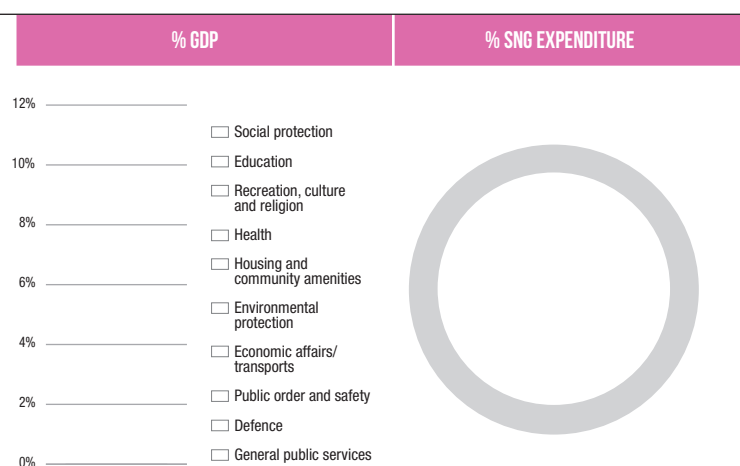 % GDP
% SNG EXPENDITURE
12%
10%
8%
6%
4%
2%
0%
Social protection
Education
Recreation, culture
and religion
Health
Housing and
community amenities
Environmental
protection
Economic affairs/
transports
Public order and safety
Defence
General public services